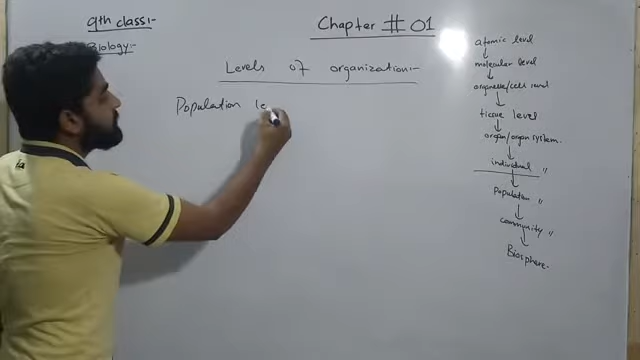 9th class:-
Chapter # 01
Biology:-
Levels of organization:-
Population le
atomic level
molecular level
organelle/cells level
tissue level
organ/organ system.
individual "
Population "
community "
Biosphere.